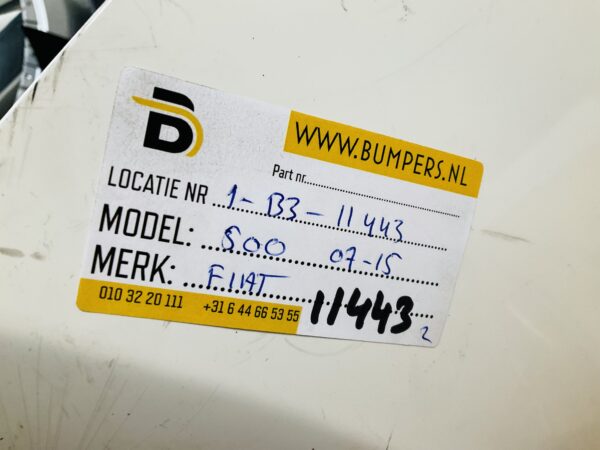 B
WWW.BUMPERS.NL
Part nr.
LOCATIE NR 1-B3-11443
MODEL: 500 07-15
MERK: FIAT
010 32 20 111 +31 6 44 66 53 55
11443 2